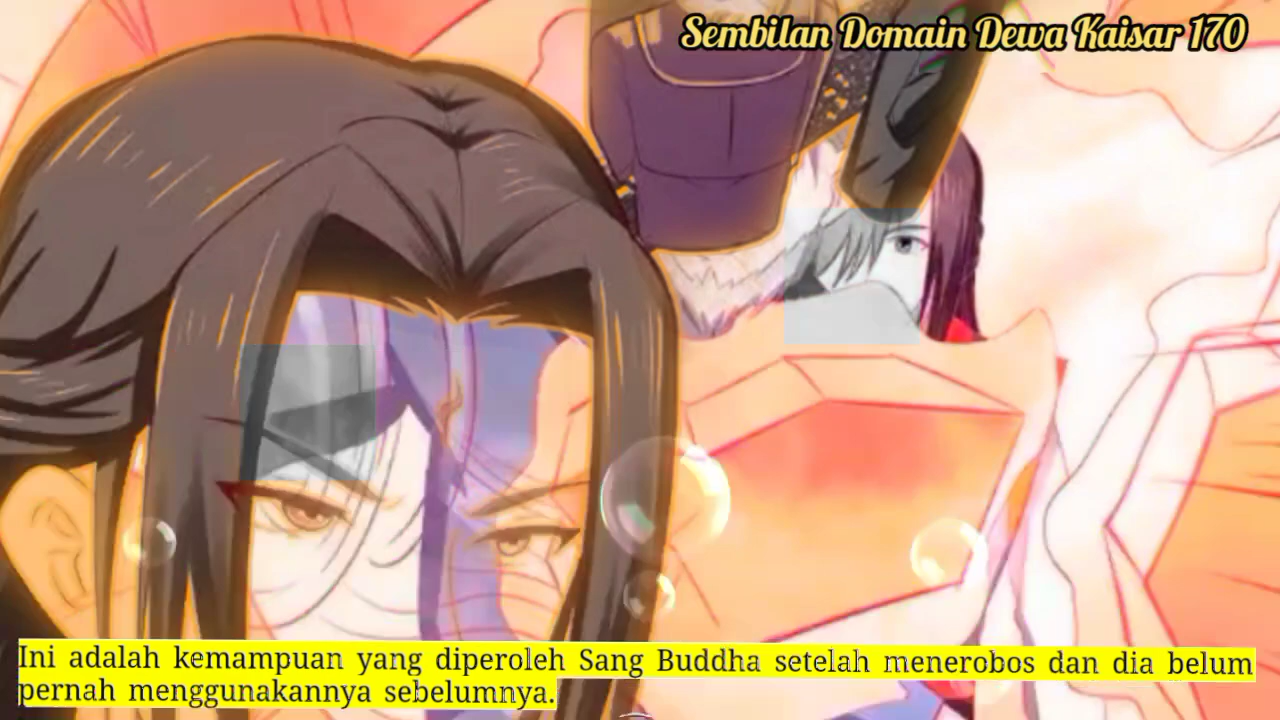 Sembilan Domain Dewa Kaisar 170
Ini adalah kemampuan yang diperoleh Sang Buddha setelah menerobos dan dia belum
pernah menggunakannya sebelumnya.